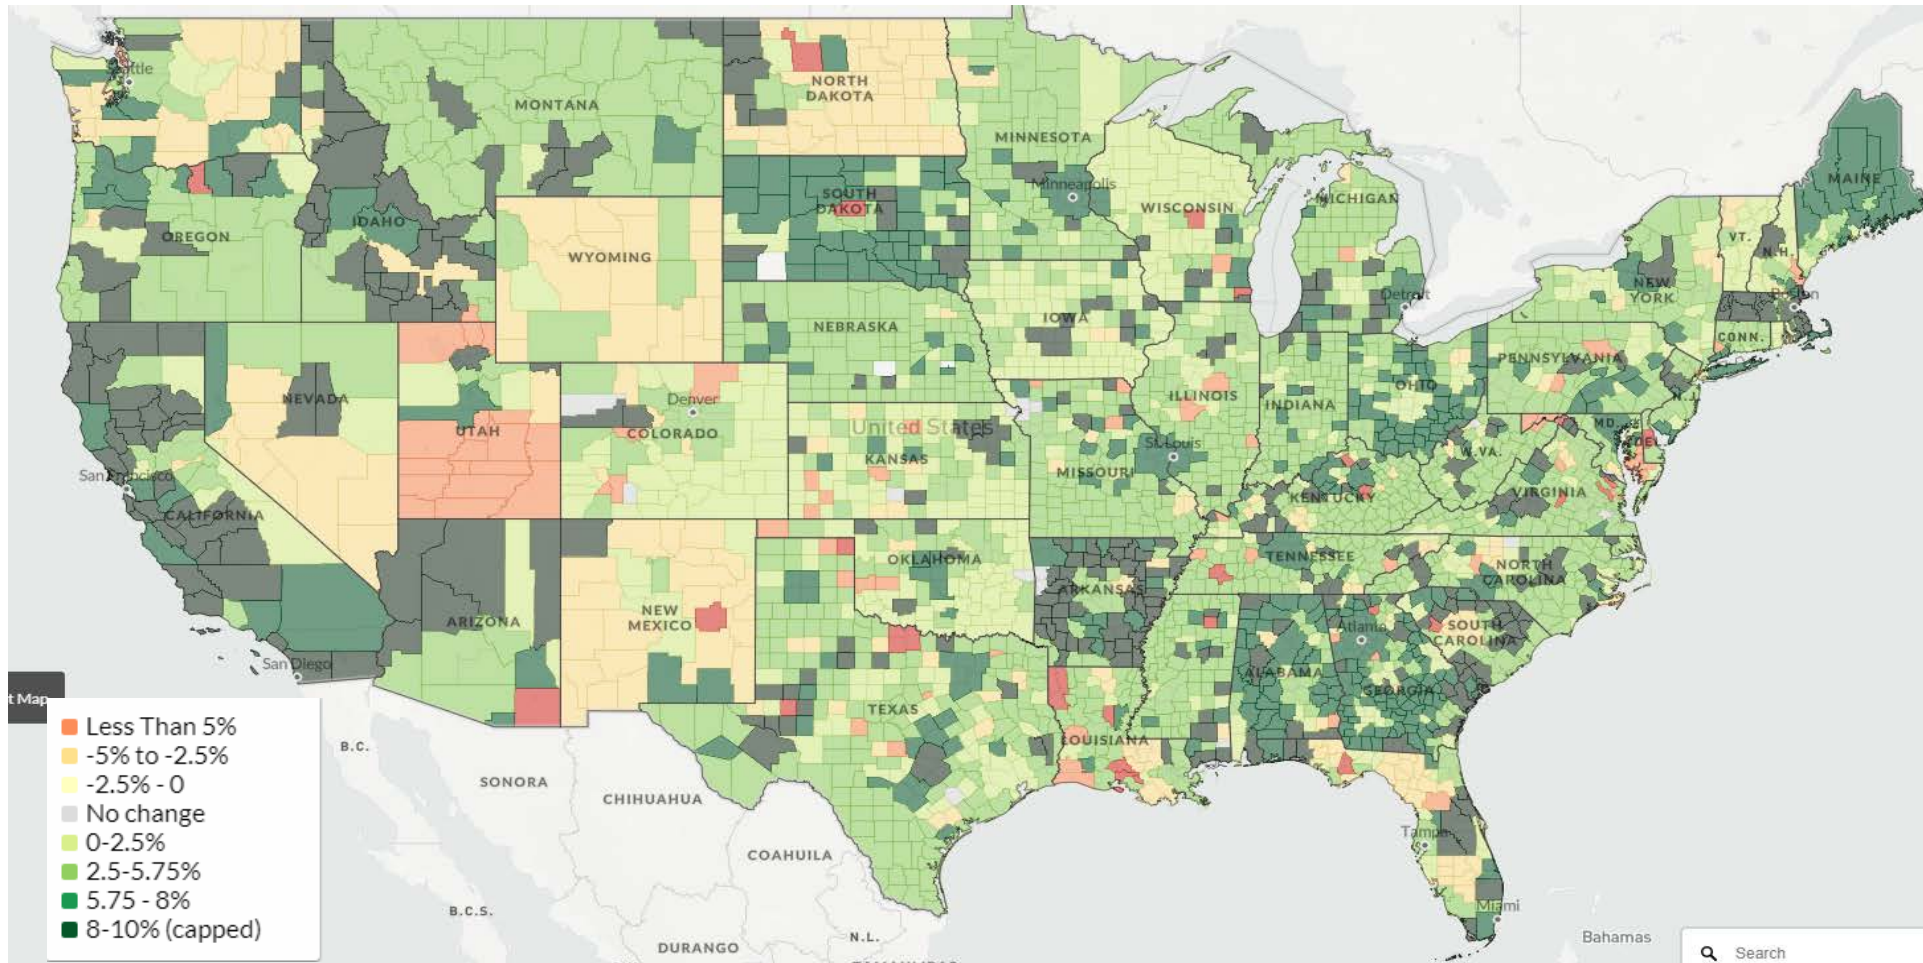 Seattle
MONTANA
NORTH
DAKOTA
MINNESOTA
Minneapolis
SOUTH
DAKOTA
IDAHO
OREGON
WYOMING
WISCONSIN
MICHIGAN
MAINE
VT.
N.H.
NEW
YORK
Boston
CONN.
Detroit
IOWA
NEBRASKA
NEVADA
UTAH
Denver
COLORADO
United States
KANSAS
MISSOURI
St. Louis
ILLINOIS
INDIANA
OHIO
PENNSYLVANIA
N.J.
MD.
DEL.
W.VA.
VIRGINIA
KENTUCKY
San Francisco
CALIFORNIA
ARIZONA
NEW
MEXICO
OKLAHOMA
ARKANSAS
TENNESSEE
NORTH
CAROLINA
SOUTH
CAROLINA
Atlanta
ALABAMA
GEORGIA
San Diego
TEXAS
LOUISIANA
Tampa
Miami
t Map
Less Than 5%
-5% to -2.5%
-2.5% - 0
No change
0-2.5%
2.5-5.75%
5.75 - 8%
8-10% (capped)
B.C.
SONORA
CHIHUAHUA
COAHUILA
B.C.S.
DURANGO
N.L.
Bahamas
Search